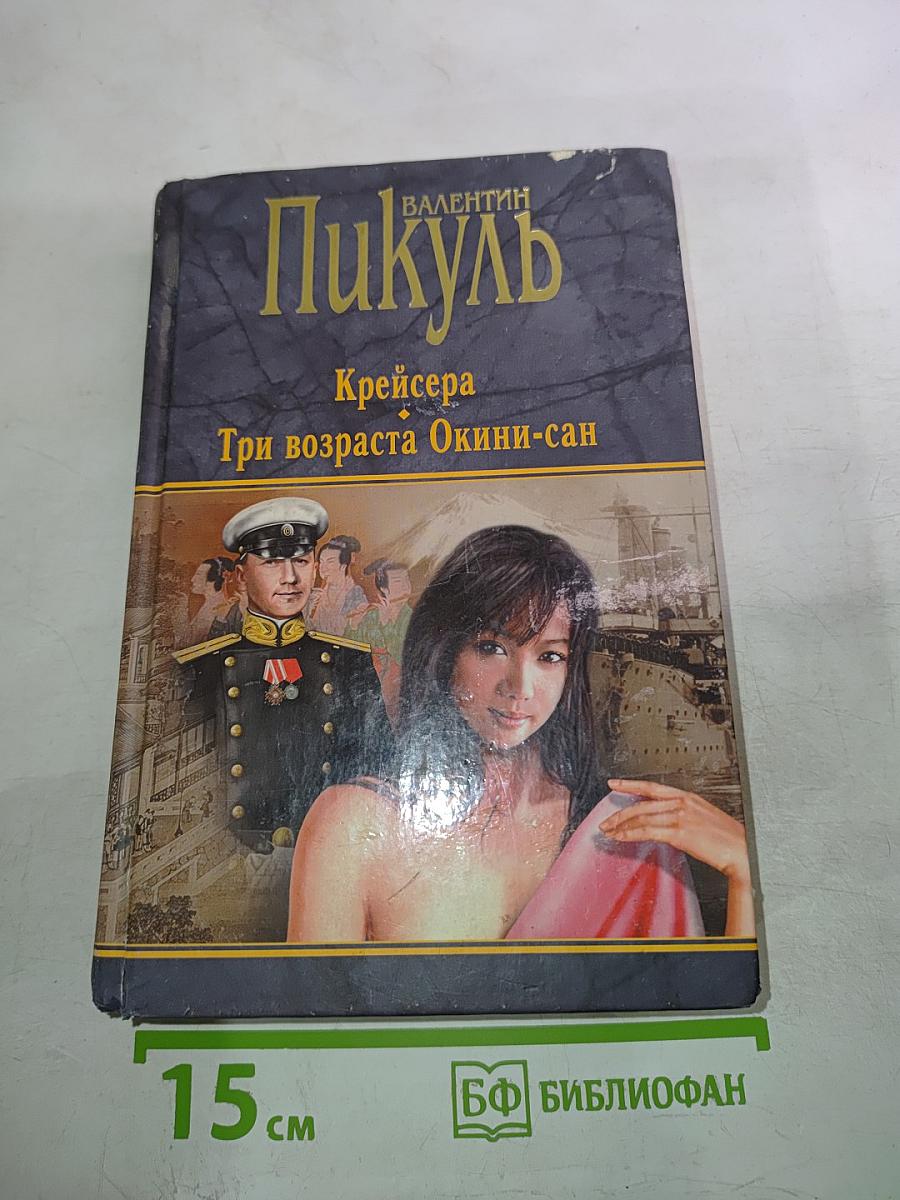 ВАЛЕНТИН
Пикуль
Крейсера
Три возраста Окини-сан
15 см
БФ БИБЛИОФАН